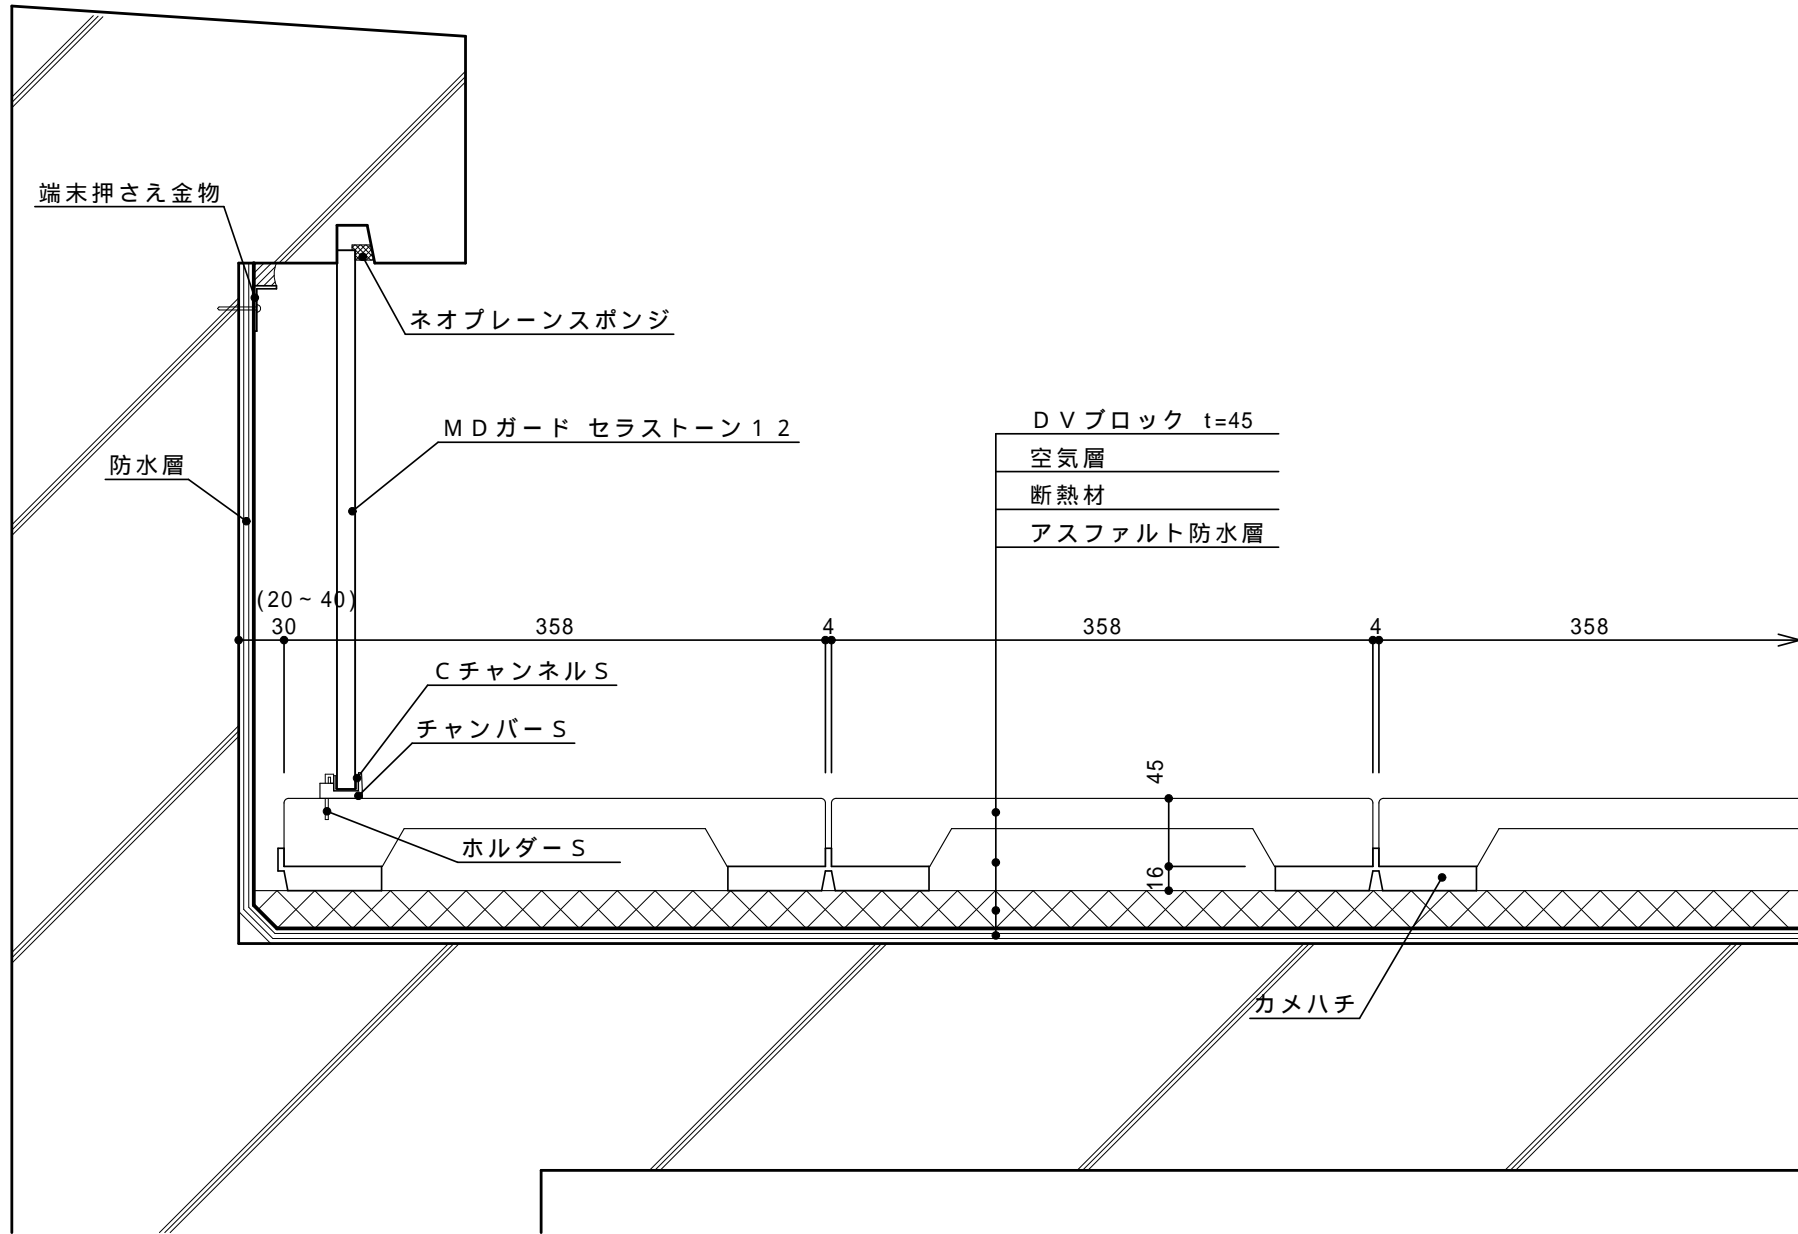 端末押さえ金物
ネオプレーンスポンジ
MDガード セラストーン12
防水層
DVブロック t=45
空気層
断熱材
アスファルト防水層
(20~40)
30 358 4 358 4 358
CチャンネルS
チャンバーS
ホルダーS
45
16
カメハチ